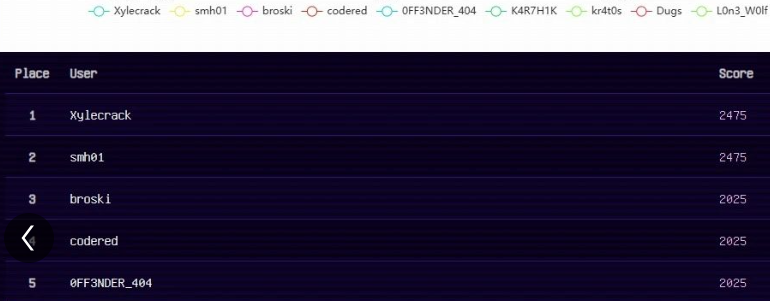 Xylecrack smh01 broski codered 0FF3NDER_404 K4R7H1K kr4t0s Dugs L0n3_W0lf
Place User Score
1 Xylecrack 2475
2 smh01 2475
3 broski 2025
codered 2025
5 0FF3NDER_404 2025